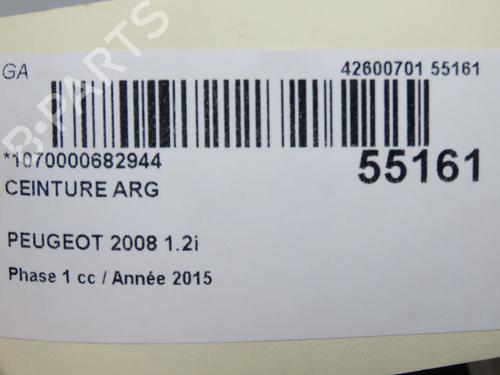 GA
42600701 55161
*1070000682944
55161
CEINTURE ARG
PEUGEOT 2008 1.2i
Phase 1 cc / Année 2015
B-PARTS